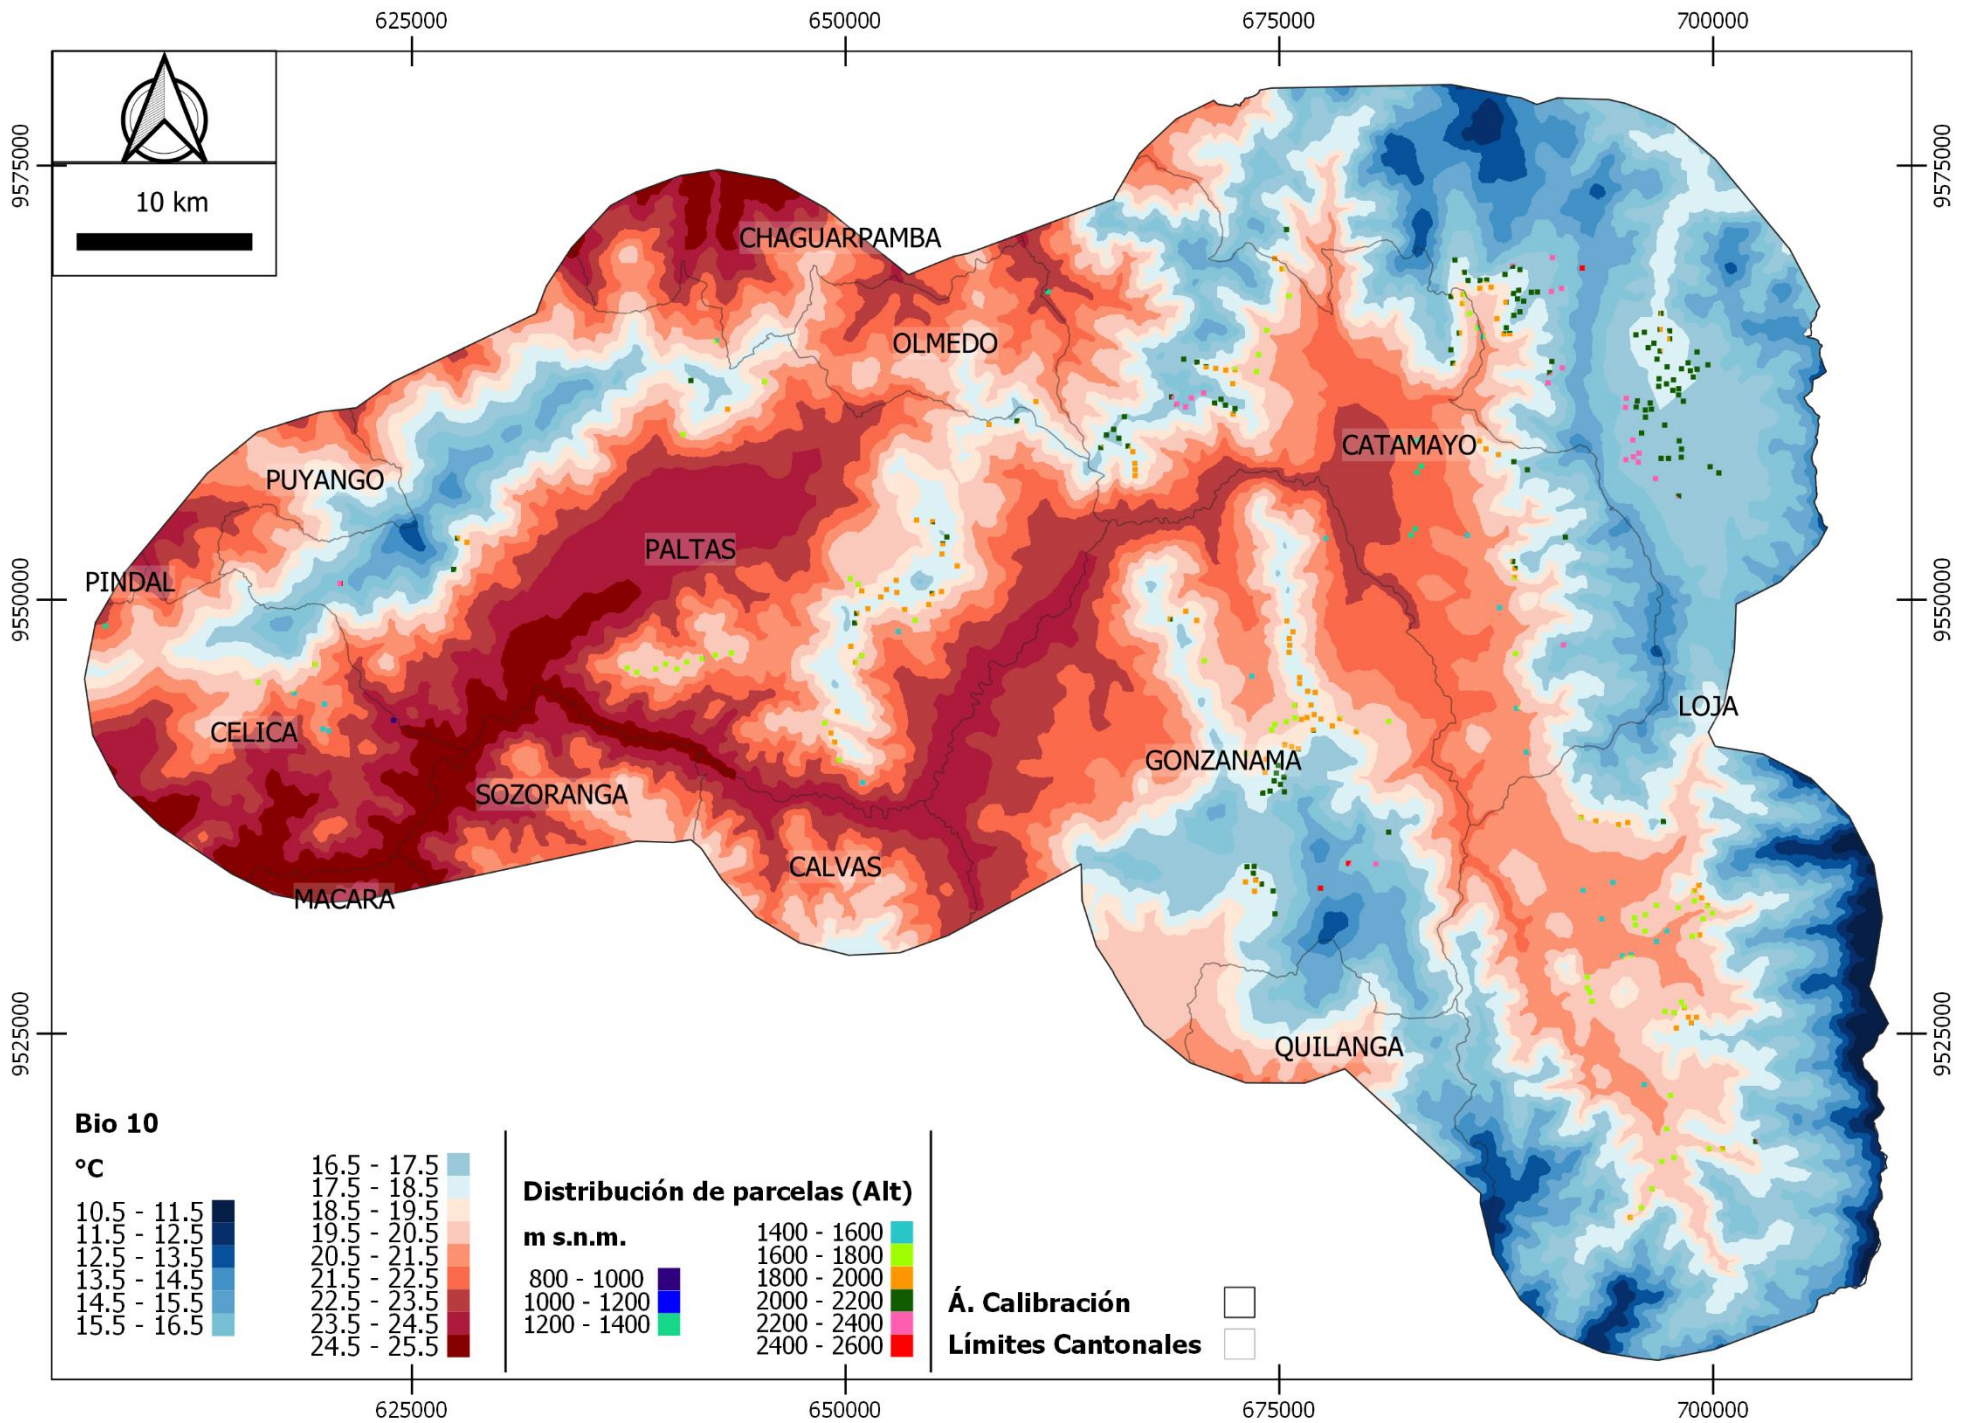 625000
650000
675000
700000
9575000
9575000
10 km
CHAGUARPAMBA
OLMEDO
CATAMAYO
PUYANGO
PALTAS
PINDAL
9550000
9550000
LOJA
CELICA
GONZANAMA
SOZORANGA
CALVAS
MACARA
9525000
9525000
QUILANGA
Bio 10
°C
10.5 - 11.5
11.5 - 12.5
12.5 - 13.5
13.5 - 14.5
14.5 - 15.5
15.5 - 16.5
16.5 - 17.5
17.5 - 18.5
18.5 - 19.5
19.5 - 20.5
20.5 - 21.5
21.5 - 22.5
22.5 - 23.5
23.5 - 24.5
24.5 - 25.5
Distribución de parcelas (Alt)
m s.n.m.
800 - 1000
1000 - 1200
1200 - 1400
1400 - 1600
1600 - 1800
1800 - 2000
2000 - 2200
2200 - 2400
2400 - 2600
Á. Calibración
Límites Cantonales
625000
650000
675000
700000